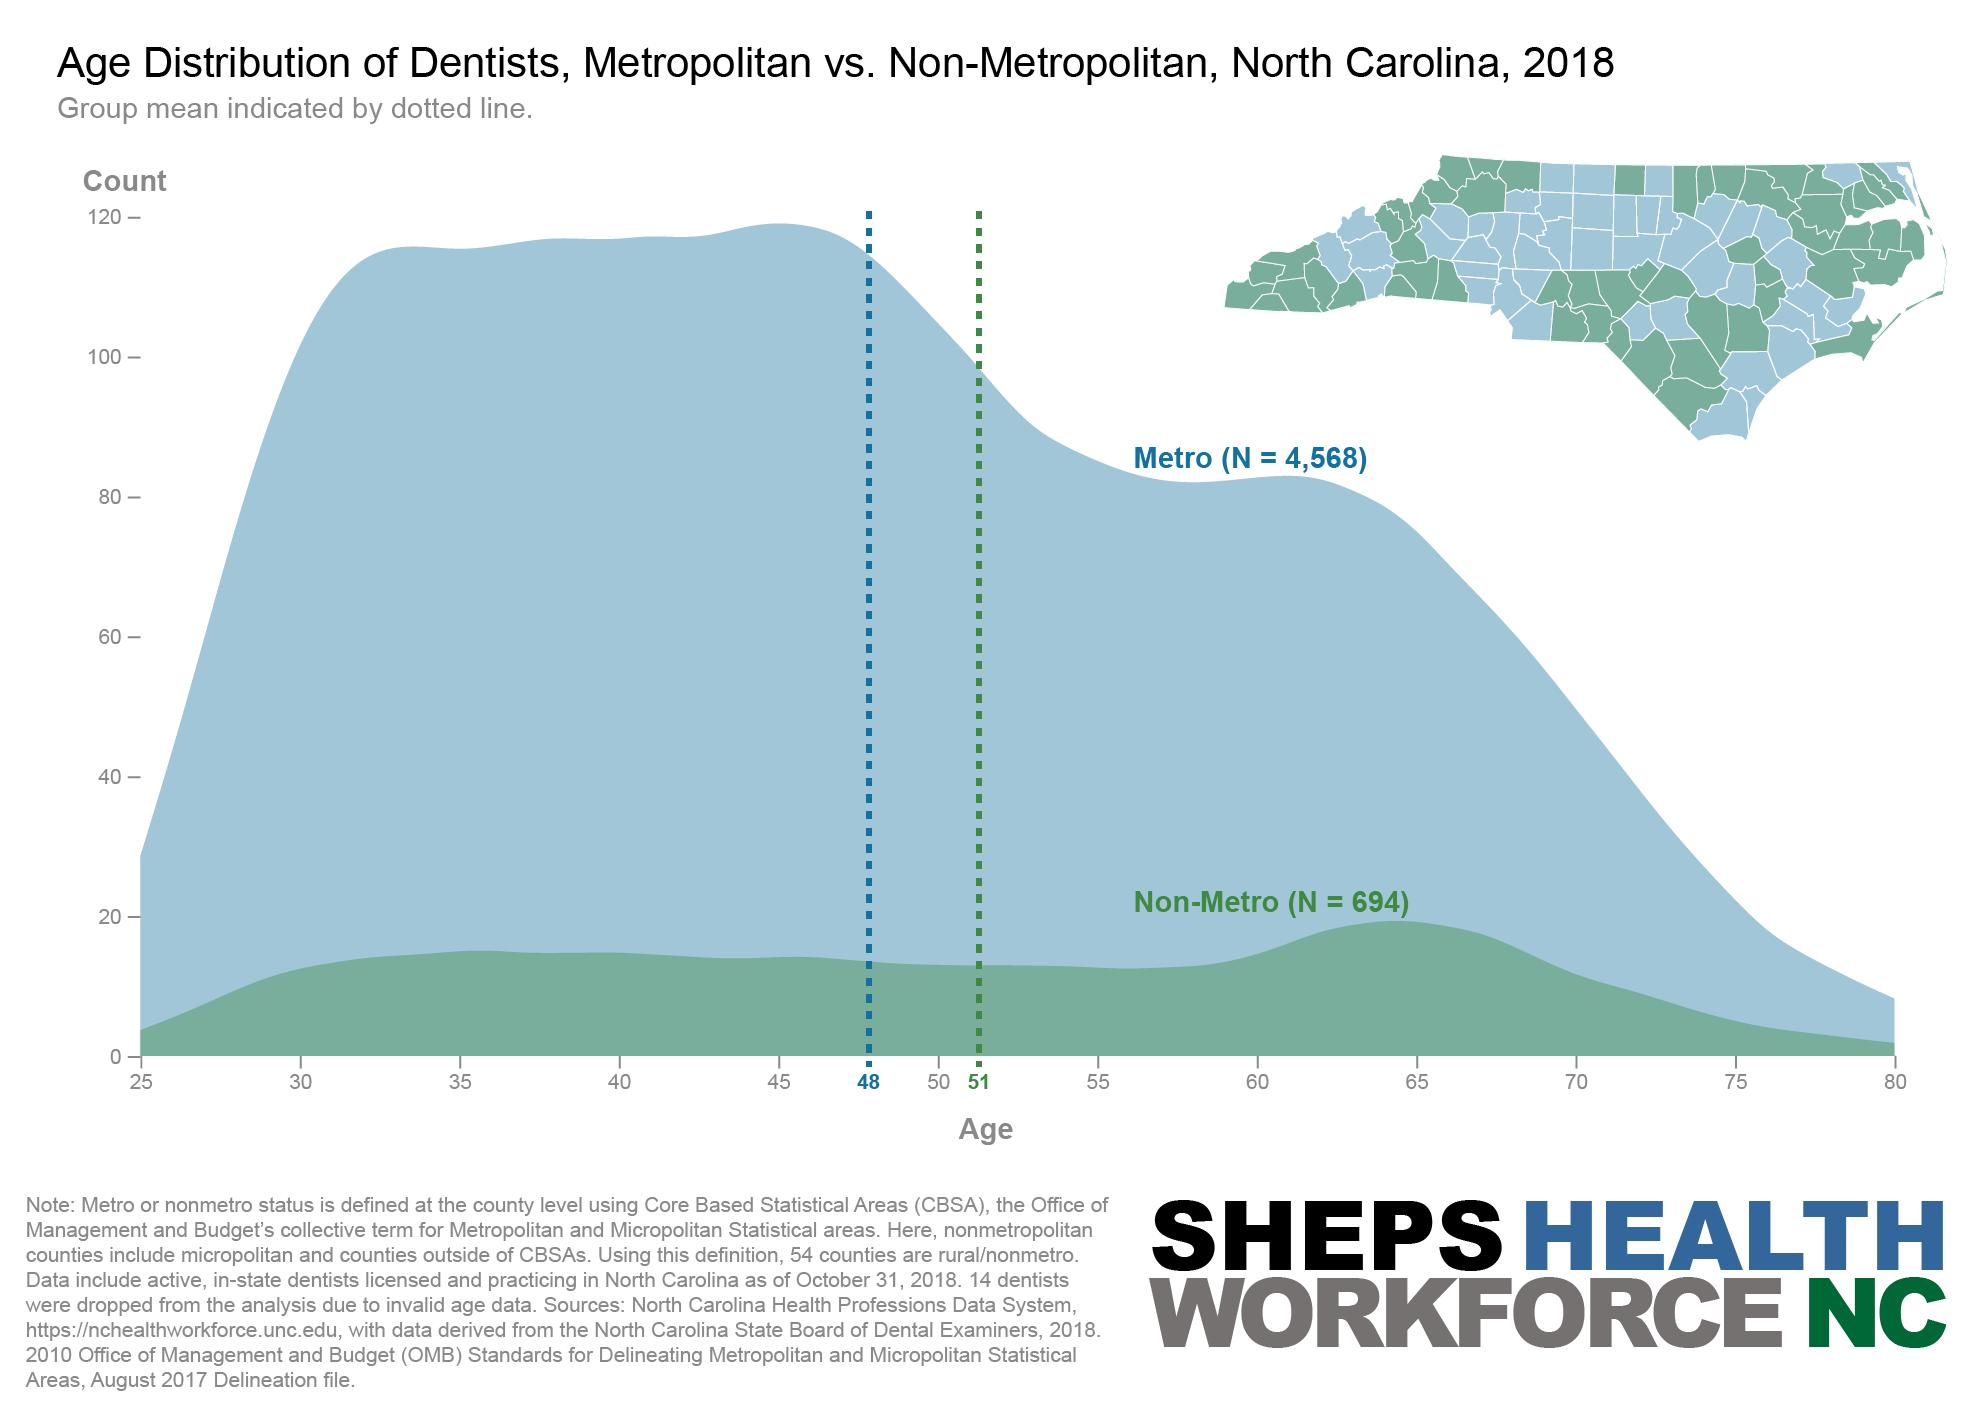 Age Distribution of Dentists, Metropolitan vs. Non-Metropolitan, North Carolina, 2018
Group mean indicated by dotted line.
Count
120
100
80
60
40
20
0
Metro (N = 4,568)
Non-Metro (N = 694)
25 30 35 40 45 48 50 51 55 60 65 70 75 80
Age
Note: Metro or nonmetro status is defined at the county level using Core Based Statistical Areas (CBSA), the Office of
Management and Budget’s collective term for Metropolitan and Micropolitan Statistical areas. Here, nonmetropolitan
counties include micropolitan and counties outside of CBSAs. Using this definition, 54 counties are rural/nonmetro.
Data include active, in-state dentists licensed and practicing in North Carolina as of October 31, 2018. 14 dentists
were dropped from the analysis due to invalid age data. Sources: North Carolina Health Professions Data System,
https://nchealthworkforce.unc.edu, with data derived from the North Carolina State Board of Dental Examiners, 2018.
2010 Office of Management and Budget (OMB) Standards for Delineating Metropolitan and Micropolitan Statistical
Areas, August 2017 Delineation file.
SHEPS HEALTH
WORKFORCE NC